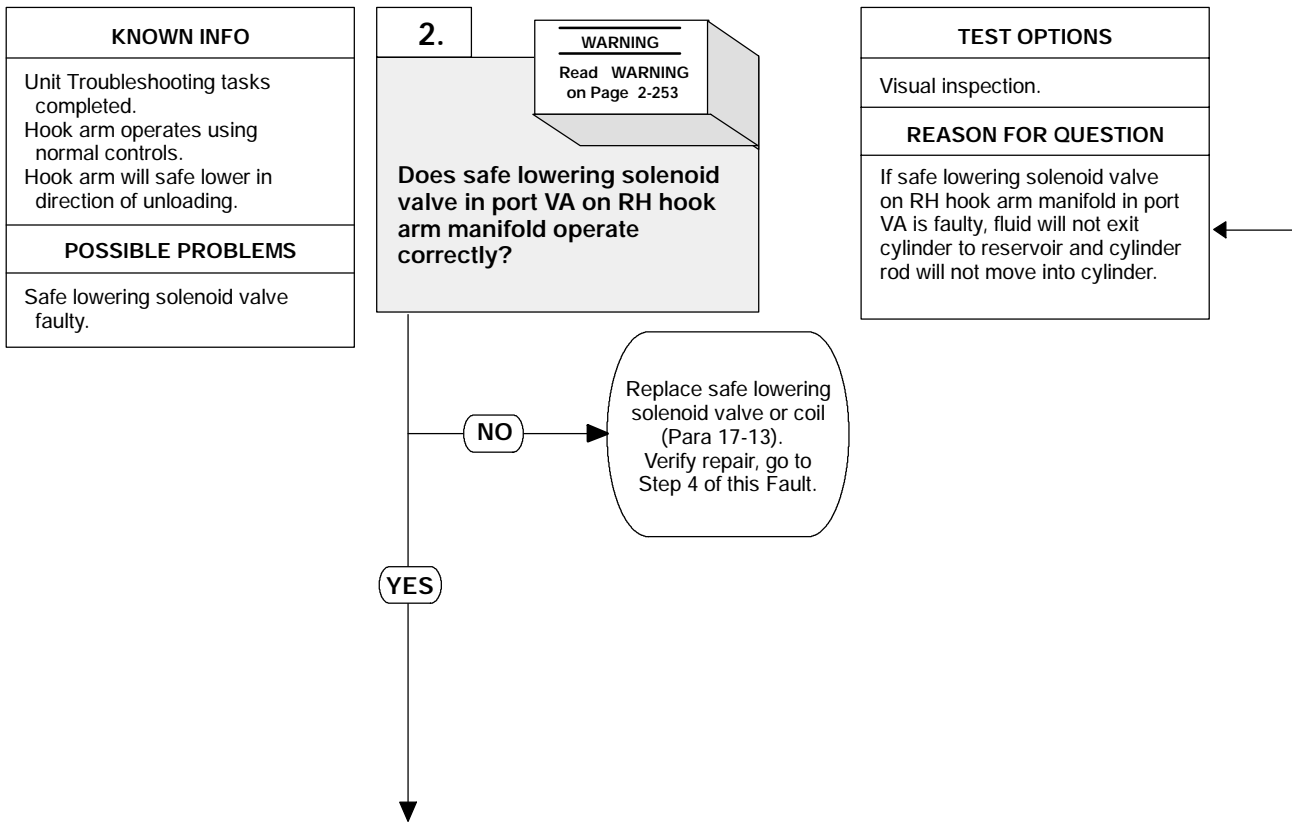 KNOWN INFO
Unit Troubleshooting tasks
completed.
Hook arm operates using
normal controls.
Hook arm will safe lower in
direction of unloading.
POSSIBLE PROBLEMS
Safe lowering solenoid valve
faulty.
2.
WARNING
Read WARNING
on Page 2-253
Does safe lowering solenoid
valve in port VA on RH hook
arm manifold operate
correctly?
TEST OPTIONS
Visual inspection.
REASON FOR QUESTION
If safe lowering solenoid valve
on RH hook arm manifold in port
VA is faulty, fluid will not exit
cylinder to reservoir and cylinder
rod will not move into cylinder.
NO
Replace safe lowering
solenoid valve or coil
(Para 17-13).
Verify repair, go to
Step 4 of this Fault.
YES